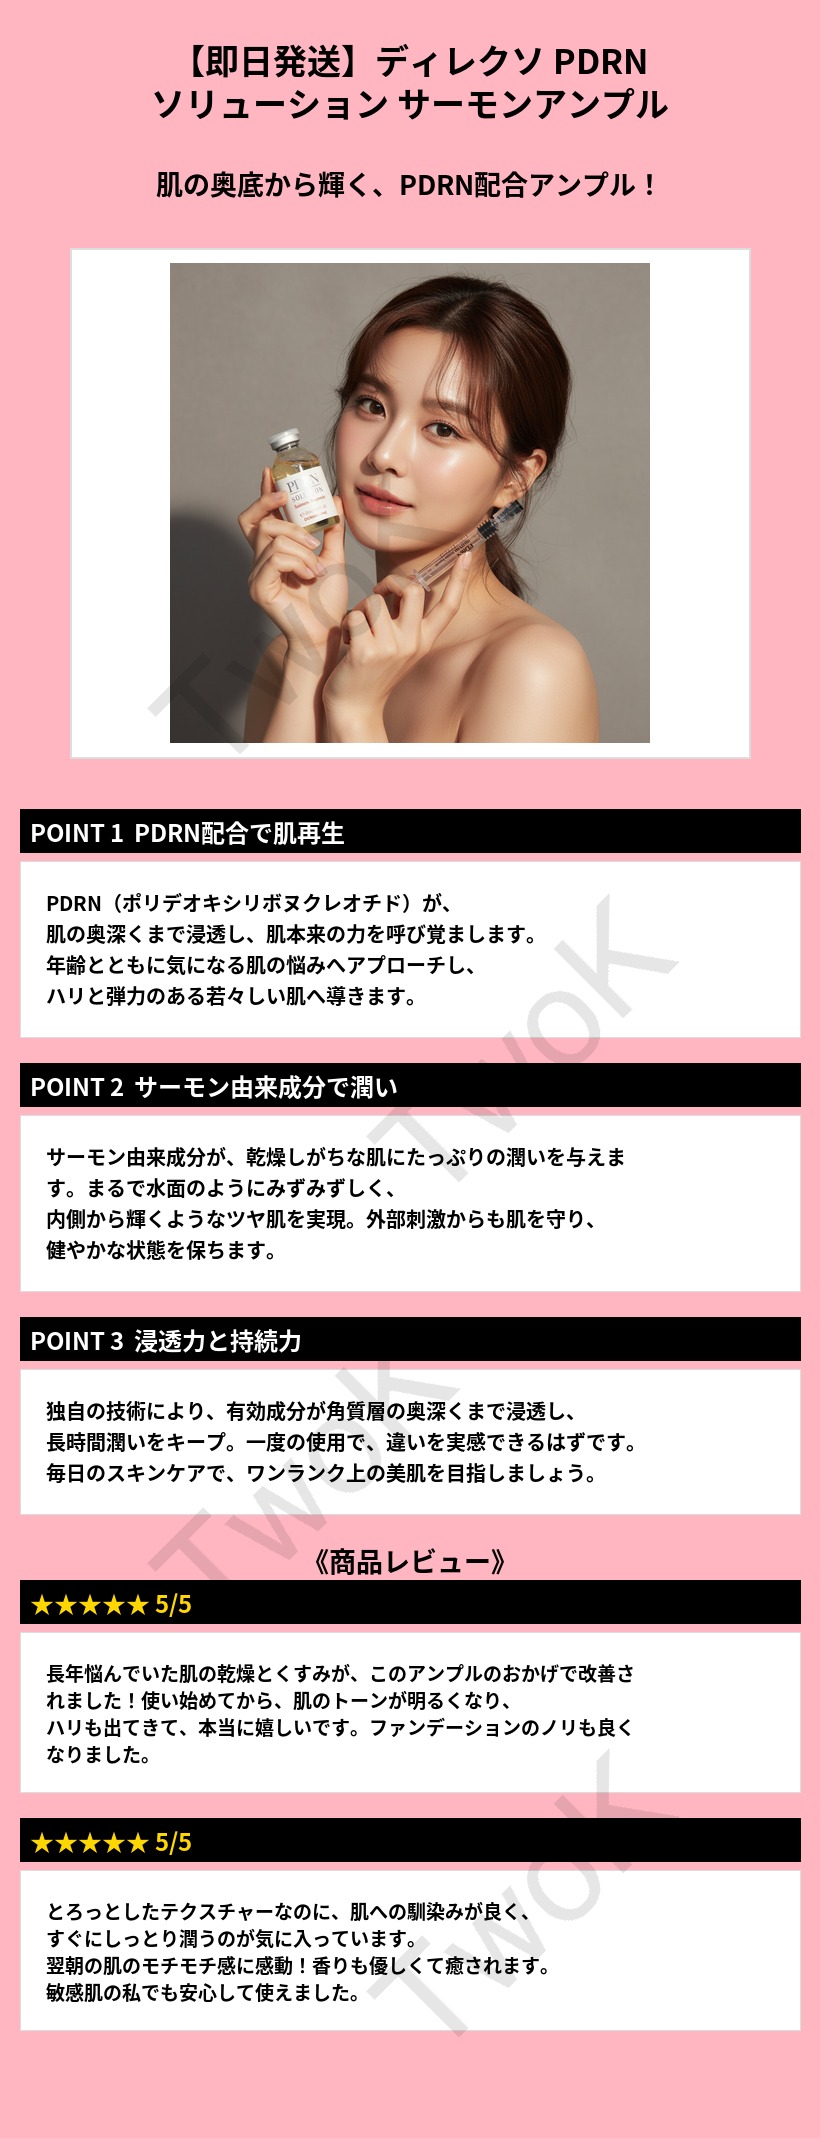 【即日発送】ディレクソ PDRN
ソリューション サーモンアンプル
肌の奥底から輝く、PDRN配合アンプル！
PDRN
SOLUTION
TwoK
POINT 1 PDRN配合で肌再生
PDRN（ポリデオキシリボヌクレオチド）が、
肌の奥深くまで浸透し、肌本来の力を呼び覚まします。
年齢とともに気になる肌の悩みへアプローチし、
ハリと弾力のある若々しい肌へ導きます。
TwoK
POINT 2 サーモン由来成分で潤い
サーモン由来成分が、乾燥しがちな肌にたっぷりの潤いを与えま
す。まるで水面のようにみずみずしく、
内側から輝くようなツヤ肌を実現。外部刺激からも肌を守り、
健やかな状態を保ちます。
POINT 3 浸透力と持続力
独自の技術により、有効成分が角質層の奥深くまで浸透し、
長時間潤いをキープ。一度の使用で、違いを実感できるはずです。
毎日のスキンケアで、ワンランク上の美肌を目指しましょう。
TwoK
《商品レビュー》
★★★★★ 5/5
長年悩んでいた肌の乾燥とくすみが、このアンプルのおかげで改善さ
れました！使い始めてから、肌のトーンが明るくなり、
ハリも出てきて、本当に嬉しいです。ファンデーションのノリも良く
なりました。
★★★★★ 5/5
とろっとしたテクスチャーなのに、肌への馴染みが良く、
すぐにしっとり潤うのが気に入っています。
翌朝の肌のモチモチ感に感動！香りも優しくて癒されます。
敏感肌の私でも安心して使えました。
TwoK